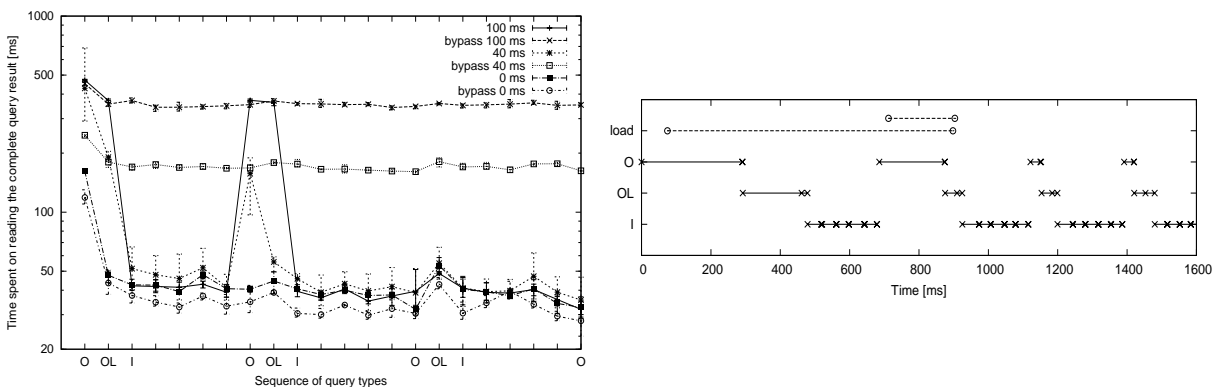 Time spent on reading the complete query result [ms]
1000
500
200
100
50
20
100 ms
bypass 100 ms
40 ms
bypass 40 ms
0 ms
bypass 0 ms
O OL I O OL I O OL I O
Sequence of query types
load
O
OL
I
0 200 400 600 800 1000 1200 1400 1600
Time [ms]